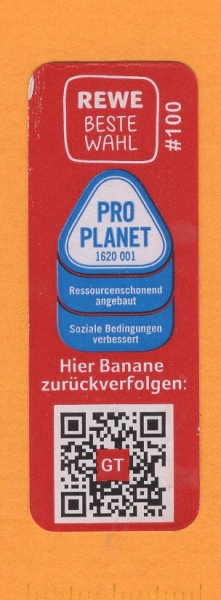 REWE
BESTE
WAHL
#100
PRO
PLANET
1620 001
Ressourcenschonend
angebaut
Soziale Bedingungen
verbessert
Hier Banane
zurückverfolgen:
GT